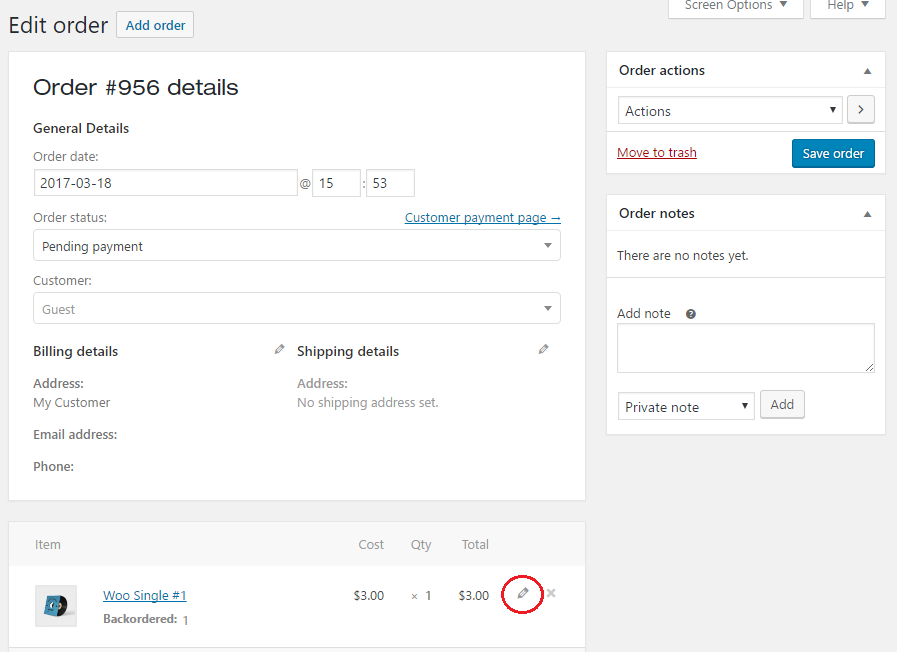 Screen Options ▼ Help ▼
Edit order Add order
Order #956 details
General Details
Order date:
2017-03-18 @ 15 : 53
Order status: Customer payment page →
Pending payment
Customer:
Guest
Billing details Shipping details
Address:
My Customer
Address:
No shipping address set.
Email address:
Phone:
Order actions
Actions
Move to trash Save order
Order notes
There are no notes yet.
Add note ?
Private note Add
Item Cost Qty Total
Woo Single #1 $3.00 × 1 $3.00
Backordered: 1